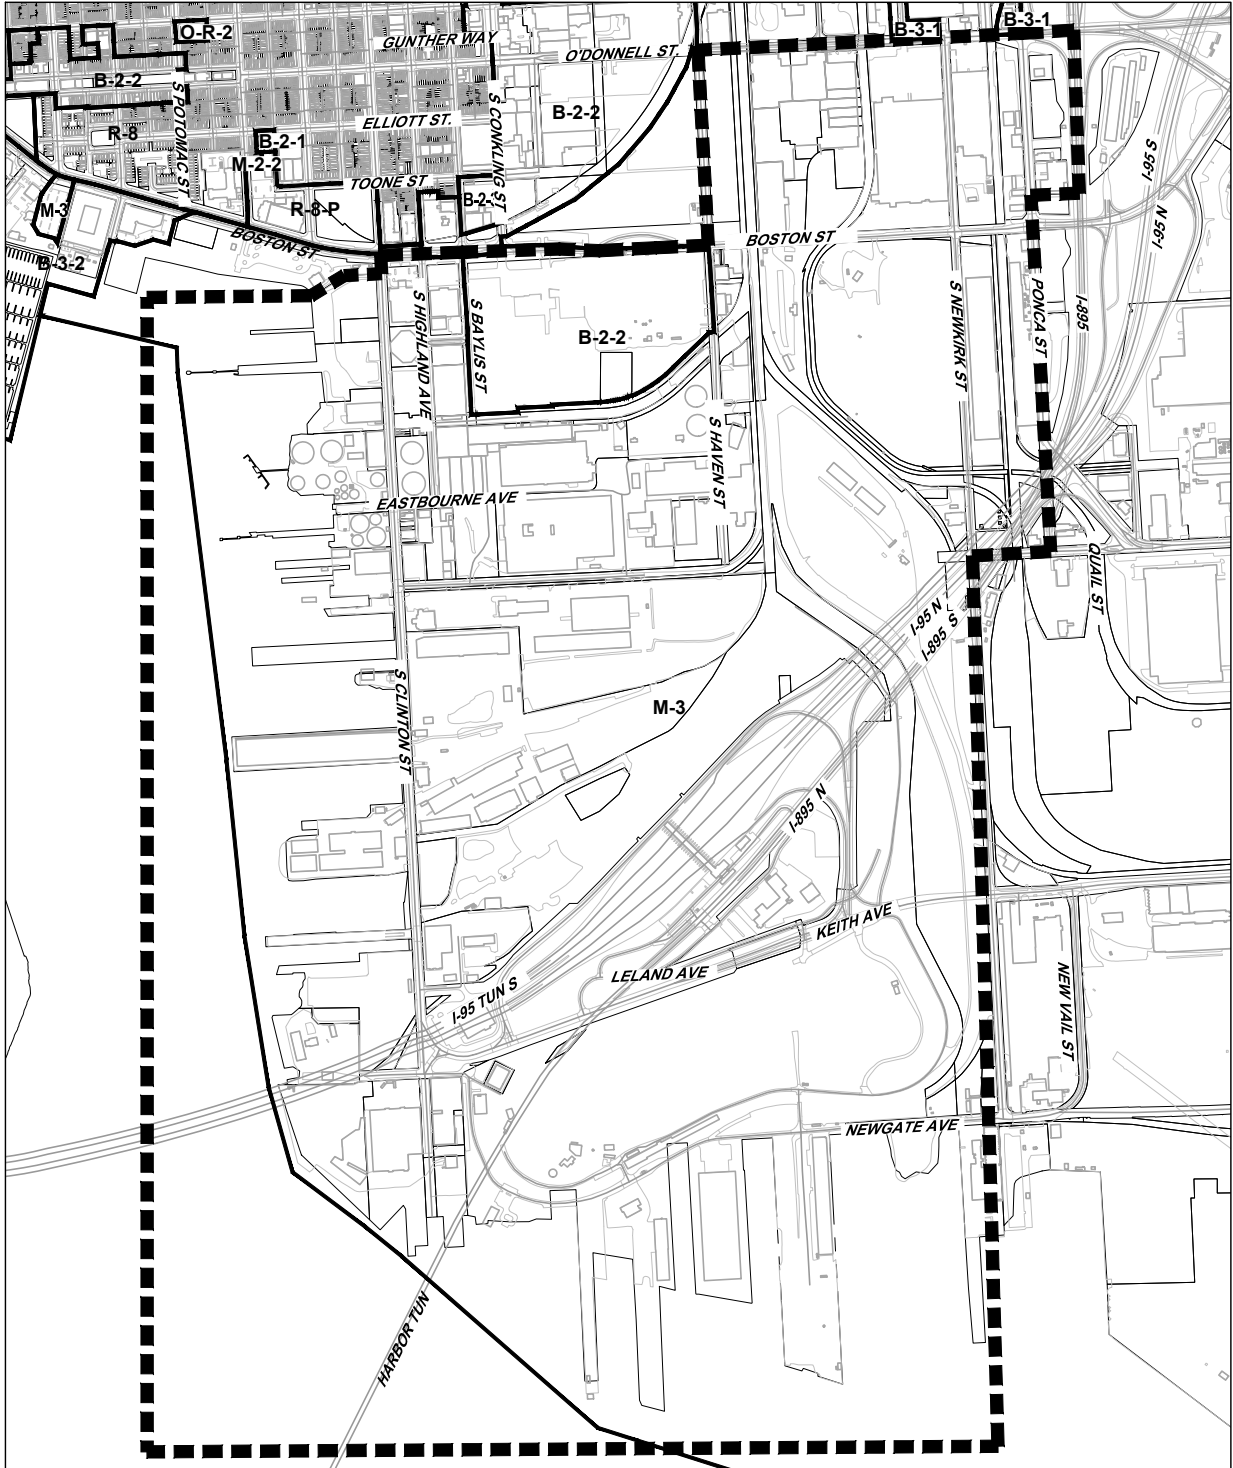 B-3-1
B-3-1
O-R-2
GUNTHER WAY
O'DONNELL ST.
B-2-2
S POTOMAC ST
S CONKLING ST
B-2-2
ELLIOTT ST.
R-8
B-2-1
M-2-2
TOONE ST
B-2-
R-8-P
M-3
BOSTON ST
BOSTON ST
B-3-2
I-95 S
I-95 N
S HIGHLAND AVE
S BAYLIS ST
B-2-2
S NEWKIRK ST
PONCA ST
I-895
S HAVEN ST
EASTBOURNE AVE
QUAIL ST
I-95 N
I-895 S
S CLINTON ST
M-3
I-895 N
KEITH AVE
LELAND AVE
I-95 TUN S
NEW VAIL ST
NEWGATE AVE
HARBOR TUN